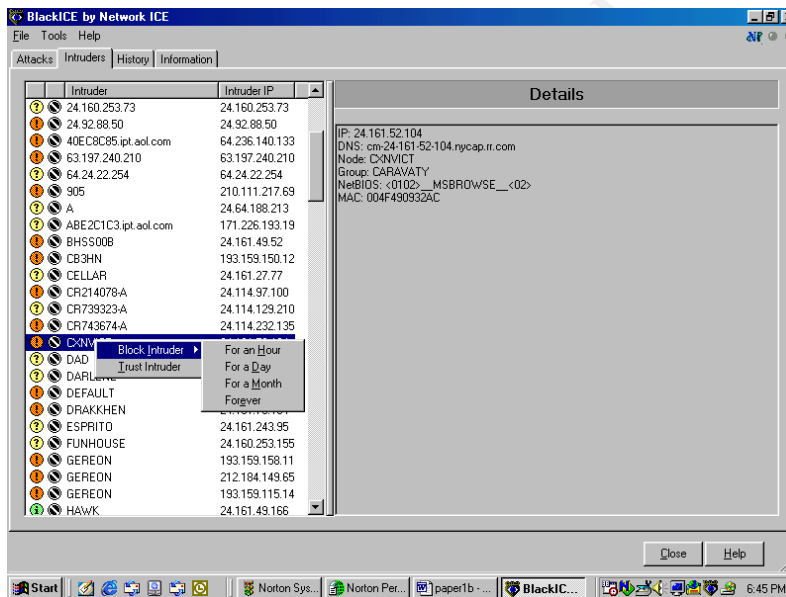 BlackICE by Network ICE
File Tools Help
Attacks Intruders History Information
Intruder Intruder IP
24.160.253.73 24.160.253.73
24.92.88.50 24.92.88.50
40EC8C85.ipt.aol.com 64.236.140.133
63.197.240.210 63.197.240.210
64.24.22.254 64.24.22.254
905 210.111.217.69
A 24.64.188.213
ABE2C1C3.ipt.aol.com 171.226.193.19
BHSS00B 24.161.49.52
CB3HN 193.159.150.12
CELLAR 24.161.27.77
CR214078-A 24.114.97.100
CR739323-A 24.114.129.210
CR743674-A 24.114.232.135
DAD
DEFAULT
DRAKKHEN
ESPRITO 24.161.243.95
FUNHOUSE 24.160.253.155
GEREON 193.159.158.11
GEREON 212.184.149.65
GEREON 193.159.115.14
HAWK 24.161.49.166
Block Intruder
Trust Intruder
For an Hour
For a Day
For a Month
Forever
Details
IP: 24.161.52.104
DNS: cm-24-161-52-104.nycap.rr.com
Node: CXNVICT
Group: CARAVATY
NetBIOS: <0102>__MSBROWSE__<02>
MAC: 004F490932AC
Close Help
Start Norton Sys... Norton Per... paper1b - ... BlackIC... 6:45 PM